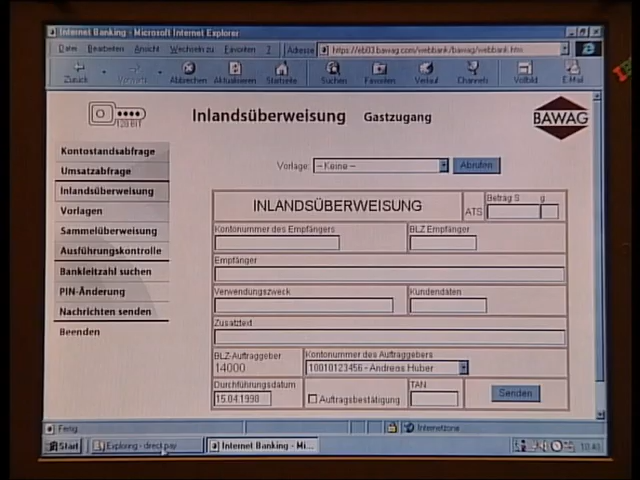 Internet Banking - Microsoft Internet Explorer
Datei Bearbeiten Ansicht Wechseln zu Favoriten ?
Adresse https://eb03.bawag.com/webbank/bawag/webbank.htm
Zurück Vorwärts Abbrechen Aktualisieren Startseite Suchen Favoriten Verlauf Channels Vollbild E-Mail
128 BIT
Inlandsüberweisung Gastzugang
BAWAG
Kontostandsabfrage
Umsatzabfrage
Inlandsüberweisung
Vorlagen
Sammelüberweisung
Ausführungskontrolle
Bankleitzahl suchen
PIN-Änderung
Nachrichten senden
Beenden
Vorlage: -- Keine -- Abrufen
INLANDSÜBERWEISUNG
ATS
Betrag S g
Kontonummer des Empfängers
BLZ Empfänger
Empfänger
Verwendungszweck
Kundendaten
Zusatztext
BLZ-Auftraggeber
14000
Kontonummer des Auftraggebers
10010123456 - Andreas Huber
Durchführungsdatum
15.04.1998
Auftragsbestätigung
TAN
Senden
Fertig
Internetzone
Start
Exploring - direct pay
Internet Banking - Mi...